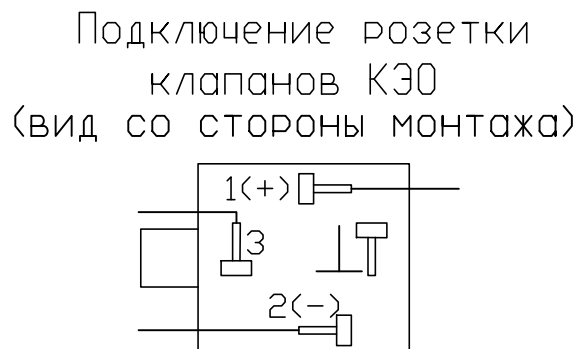 Подключение розетки
клапанов КЭО
(вид со стороны монтажа)
1(+)
3
2(-)